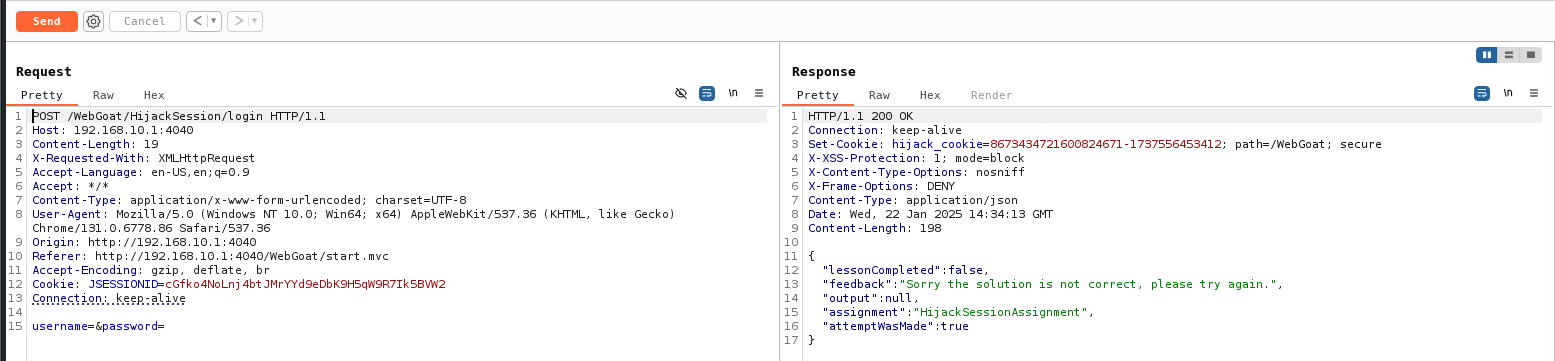 Send
Cancel
<
>
Request
Pretty
Raw
Hex
\n
1 POST /WebGoat/HijackSession/login HTTP/1.1
2 Host: 192.168.10.1:4040
3 Content-Length: 19
4 X-Requested-With: XMLHttpRequest
5 Accept-Language: en-US,en;q=0.9
6 Accept: */*
7 Content-Type: application/x-www-form-urlencoded; charset=UTF-8
8 User-Agent: Mozilla/5.0 (Windows NT 10.0; Win64; x64) AppleWebKit/537.36 (KHTML, like Gecko)
Chrome/131.0.6778.86 Safari/537.36
9 Origin: http://192.168.10.1:4040
10 Referer: http://192.168.10.1:4040/WebGoat/start.mvc
11 Accept-Encoding: gzip, deflate, br
12 Cookie: JSESSIONID=cGfko4NoLnj4btJMrYYd9eDbK9H5qW9R7Ik5BVW2
13 Connection: keep-alive
14
15 username=&password=
Response
Pretty
Raw
Hex
Render
\n
1 HTTP/1.1 200 OK
2 Connection: keep-alive
3 Set-Cookie: hijack_cookie=8673434721600824671-1737556453412; path=/WebGoat; secure
4 X-XSS-Protection: 1; mode=block
5 X-Content-Type-Options: nosniff
6 X-Frame-Options: DENY
7 Content-Type: application/json
8 Date: Wed, 22 Jan 2025 14:34:13 GMT
9 Content-Length: 198
10
11 {
12 "lessonCompleted":false,
13 "feedback":"Sorry the solution is not correct, please try again.",
14 "output":null,
15 "assignment":"HijackSessionAssignment",
16 "attemptWasMade":true
17 }